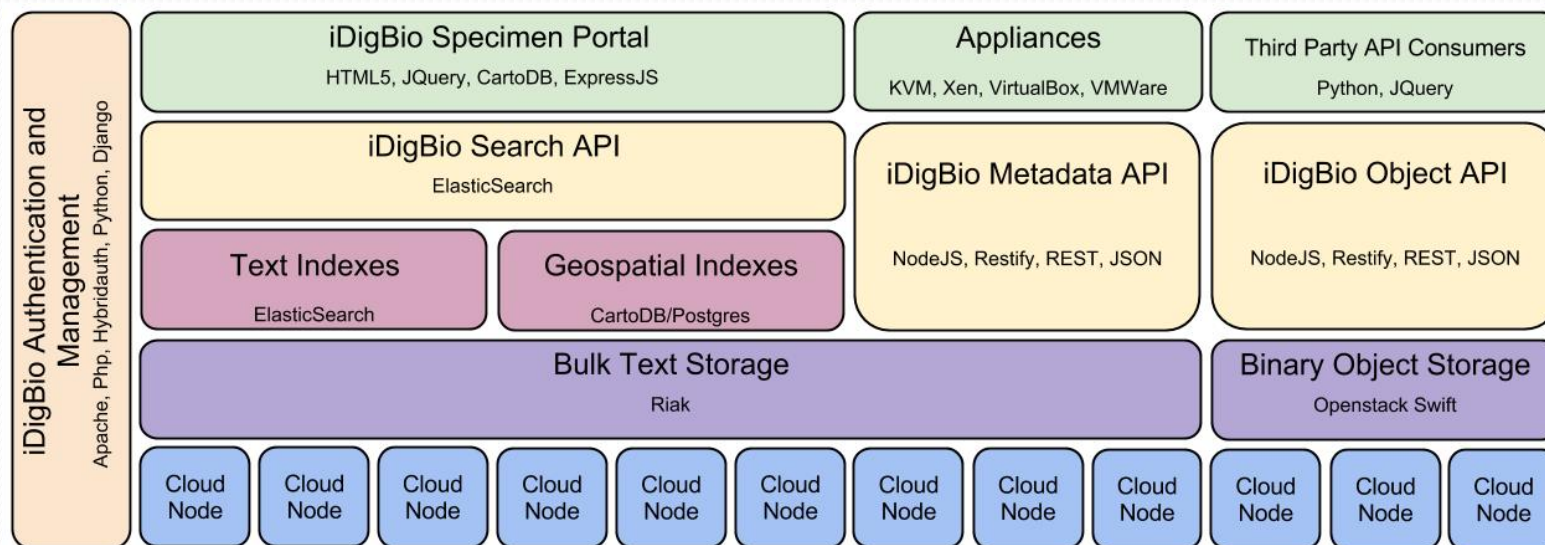 iDigBio Authentication and
Management
Apache, Php, Hybridauth, Python, Django
iDigBio Specimen Portal
HTML5, JQuery, CartoDB, ExpressJS
Appliances
KVM, Xen, VirtualBox, VMWare
Third Party API Consumers
Python, JQuery
iDigBio Search API
ElasticSearch
iDigBio Metadata API
NodeJS, Restify, REST, JSON
iDigBio Object API
NodeJS, Restify, REST, JSON
Text Indexes
ElasticSearch
Geospatial Indexes
CartoDB/Postgres
Bulk Text Storage
Riak
Binary Object Storage
Openstack Swift
Cloud
Node
Cloud
Node
Cloud
Node
Cloud
Node
Cloud
Node
Cloud
Node
Cloud
Node
Cloud
Node
Cloud
Node
Cloud
Node
Cloud
Node
Cloud
Node